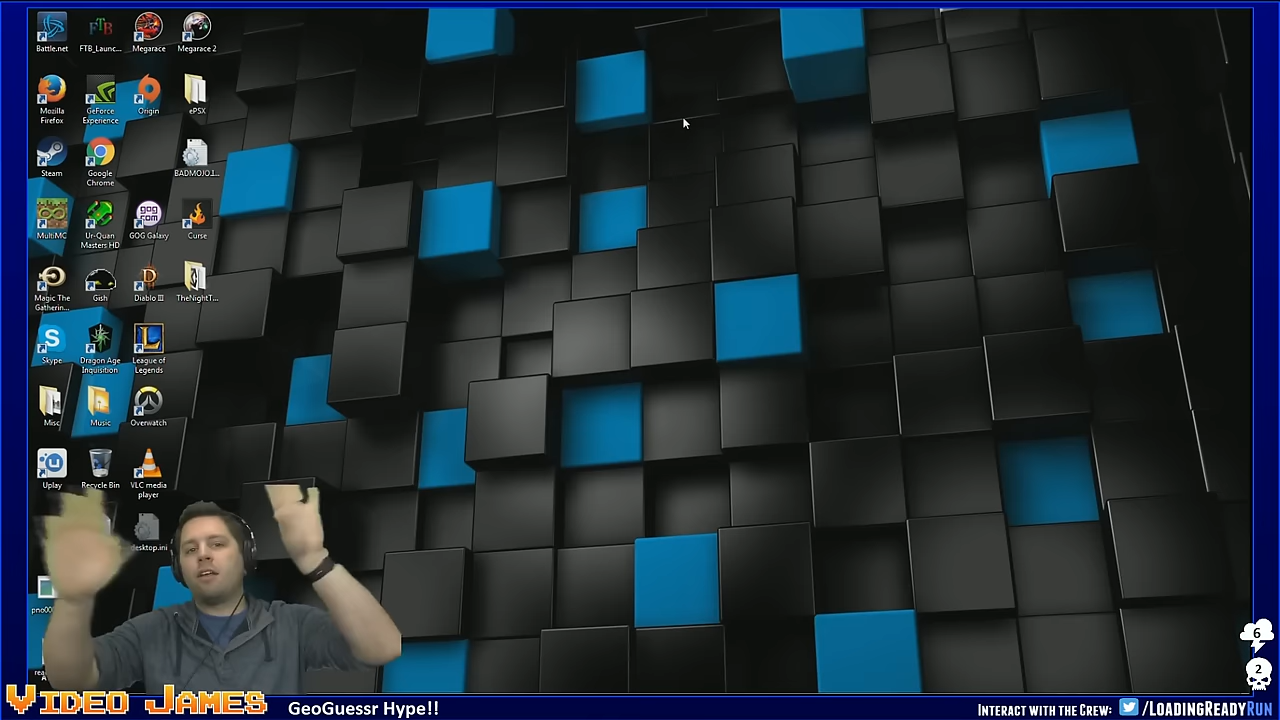 Battle.net
FTB_Launc...
Megarace
Megarace 2
Mozilla
Firefox
GeForce
Experience
Origin
ePSX
Steam
Google
Chrome
BADMOJO1...
MultiMC
Ur-Quan
Masters HD
GOG
COM
GOG Galaxy
Curse
Magic The
Gatherin...
Gish
Diablo III
TheNightT...
Skype
Dragon Age
Inquisition
League of
Legends
Misc
Music
Overwatch
Uplay
Recycle Bin
VLC media
player
desktop.ini
6
2
Video James
GeoGuessr Hype!!
Interact with the Crew:
/LoadingReadyRun